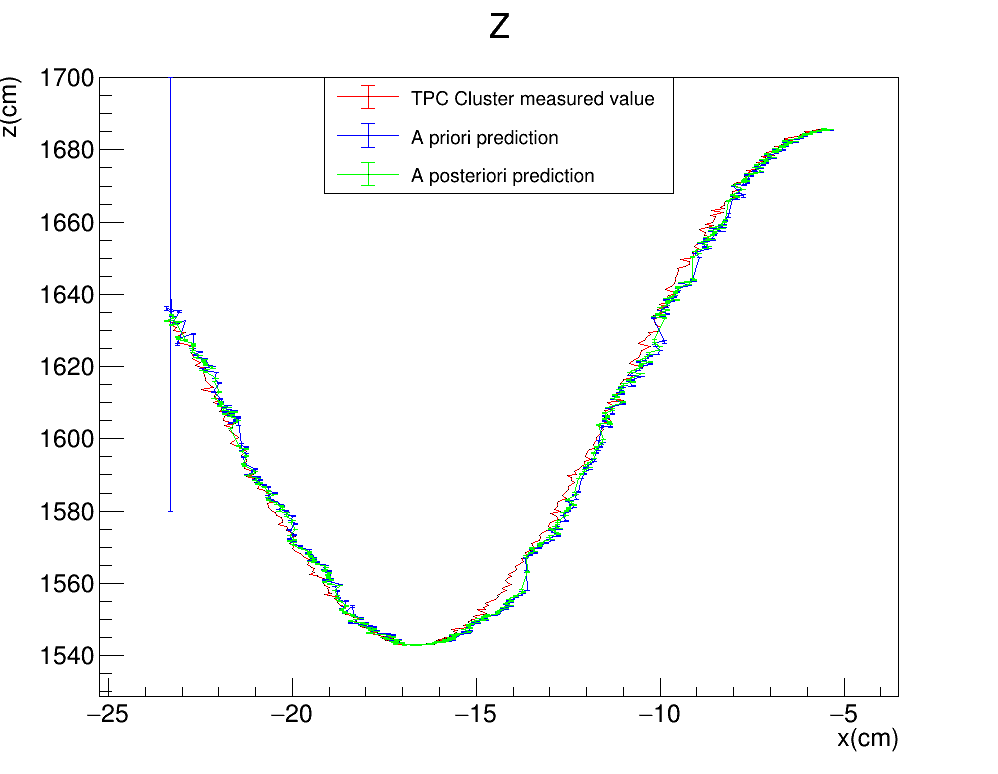 Z
z(cm)
1700
1680
1660
1640
1620
1600
1580
1560
1540
TPC Cluster measured value
A priori prediction
A posteriori prediction
−25 −20 −15 −10 −5
x(cm)